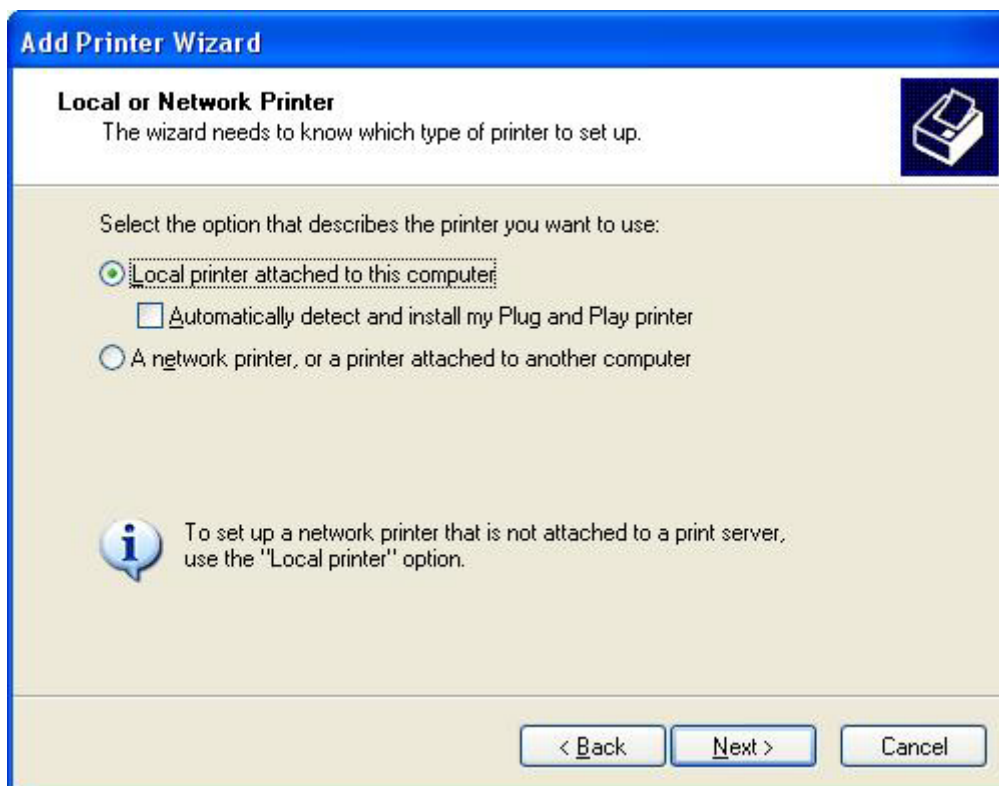 Add Printer Wizard
Local or Network Printer
The wizard needs to know which type of printer to set up.
Select the option that describes the printer you want to use:
Local printer attached to this computer
Automatically detect and install my Plug and Play printer
A network printer, or a printer attached to another computer
To set up a network printer that is not attached to a print server,
use the "Local printer" option.
< Back Next > Cancel